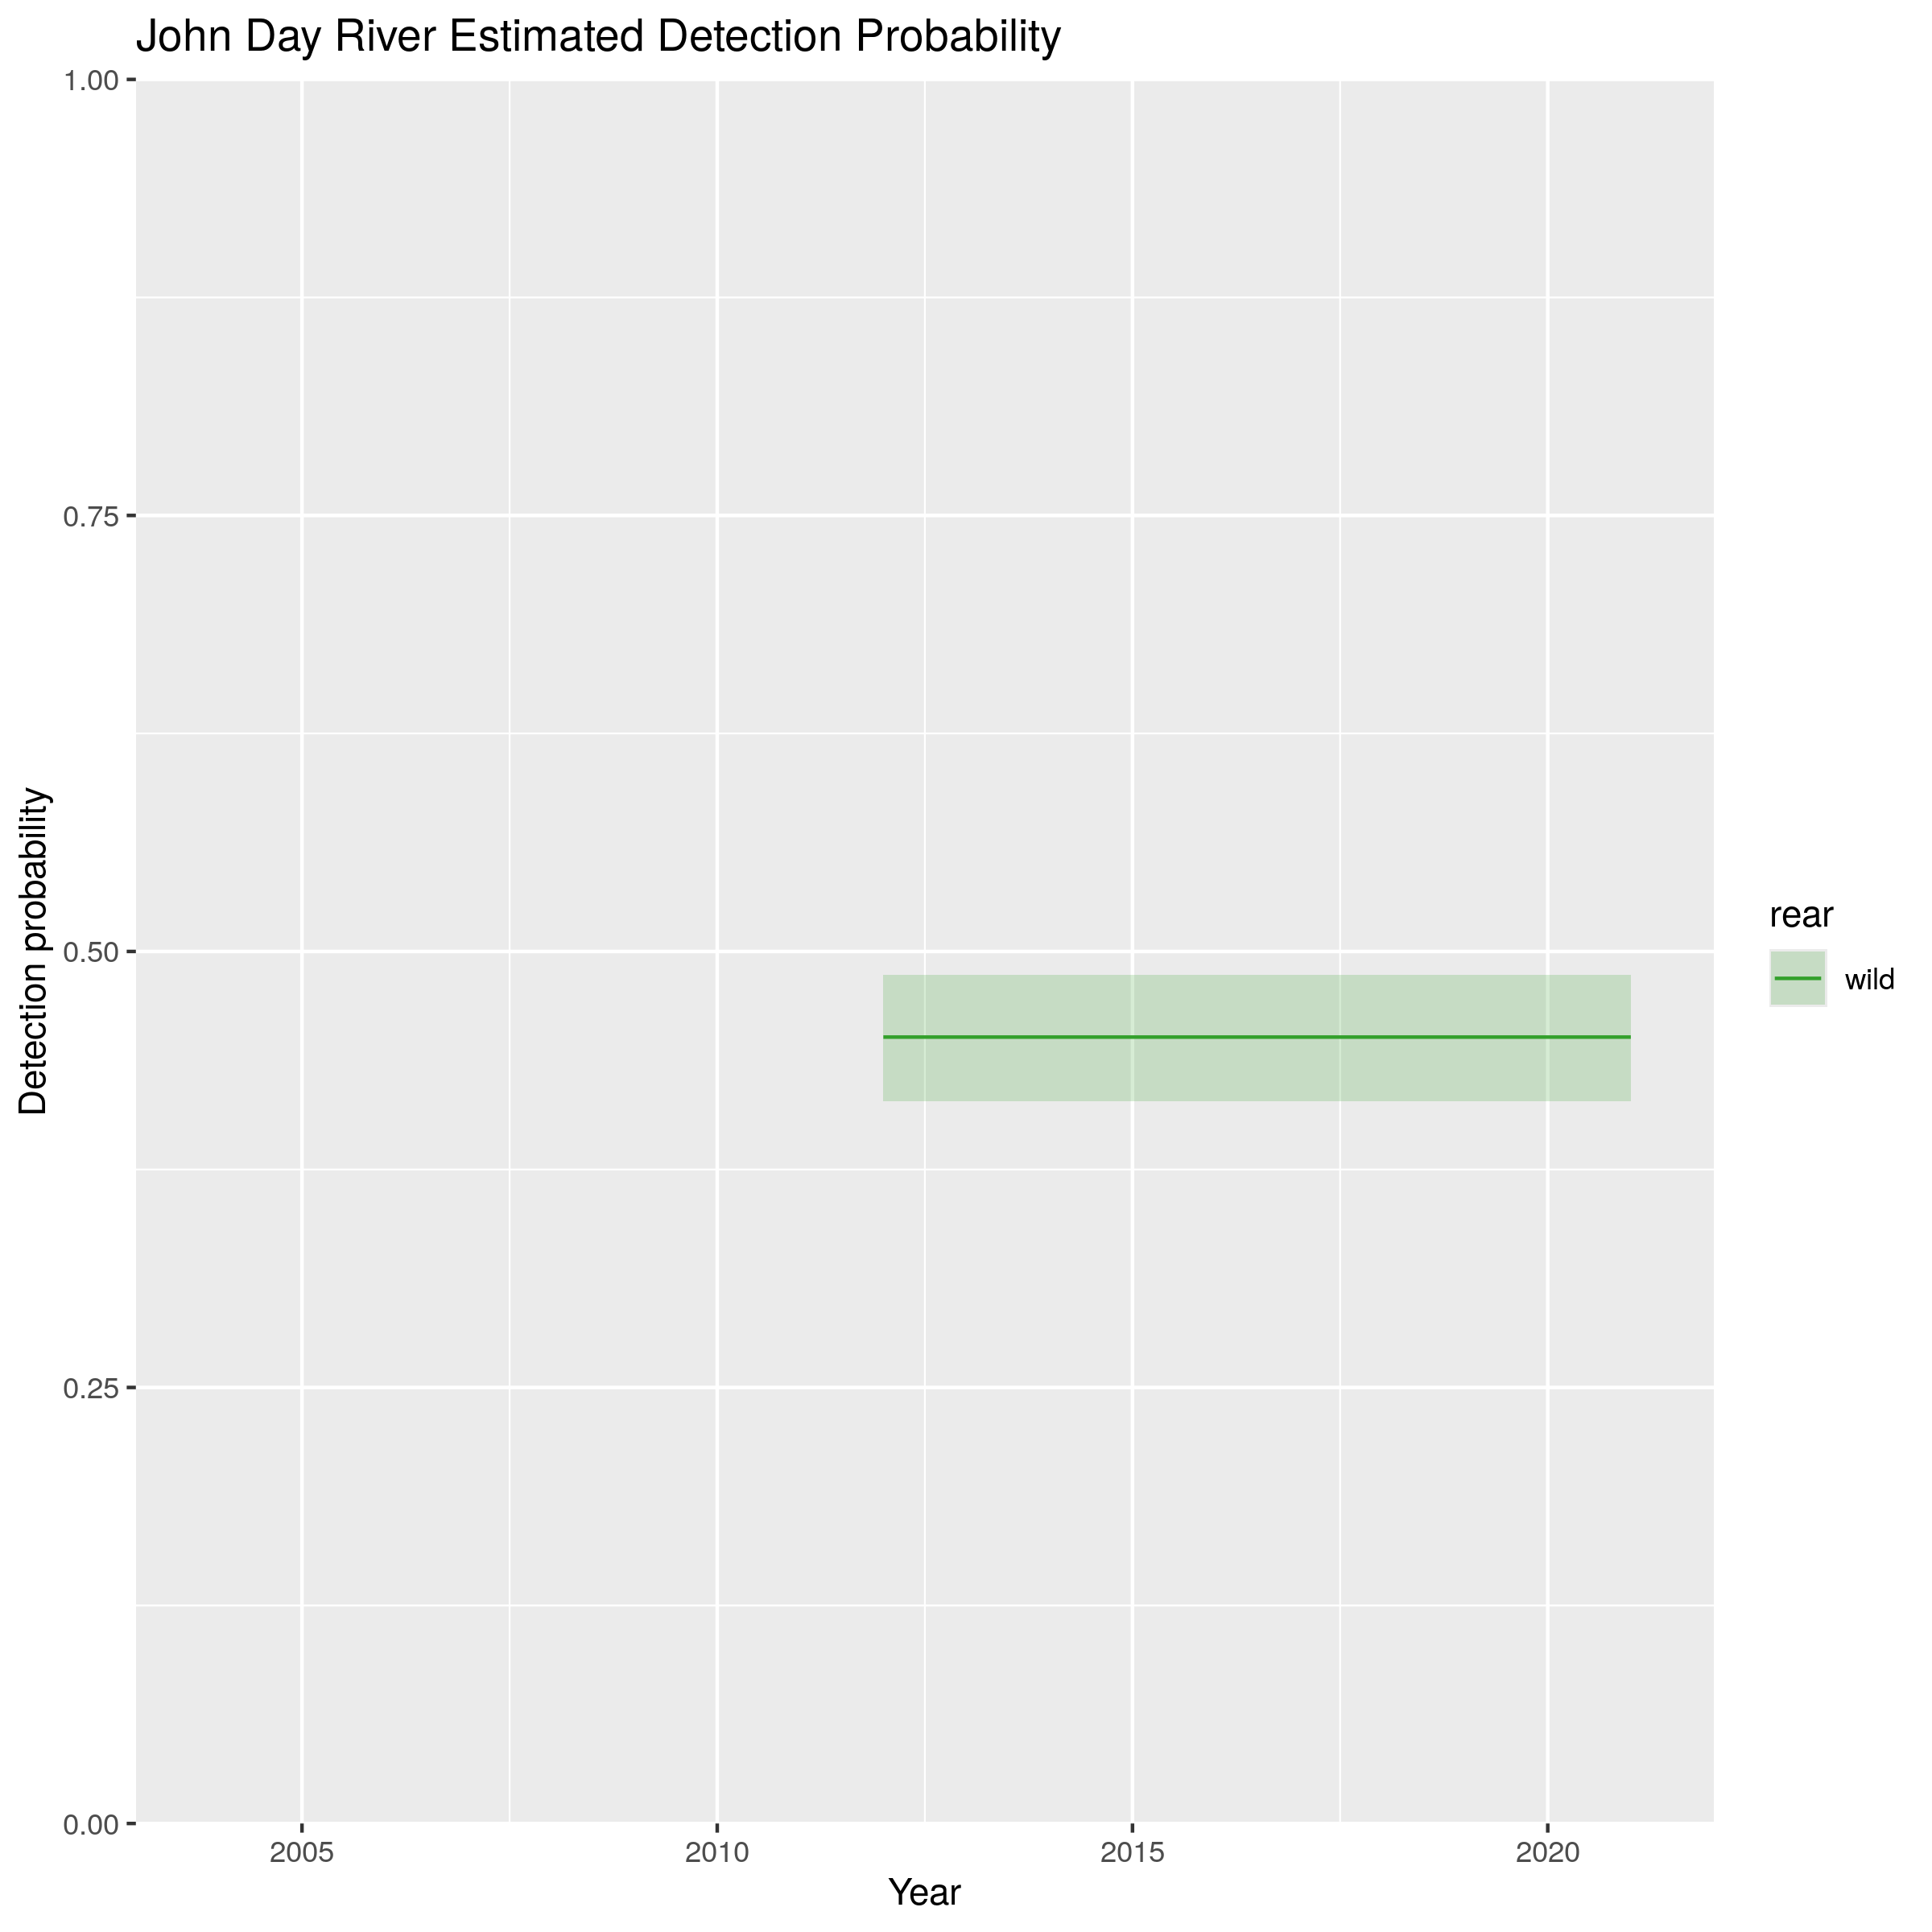 John Day River Estimated Detection Probability
1.00
0.75
0.50
0.25
0.00
Detection probability
2005 2010 2015 2020
Year
rear
wild